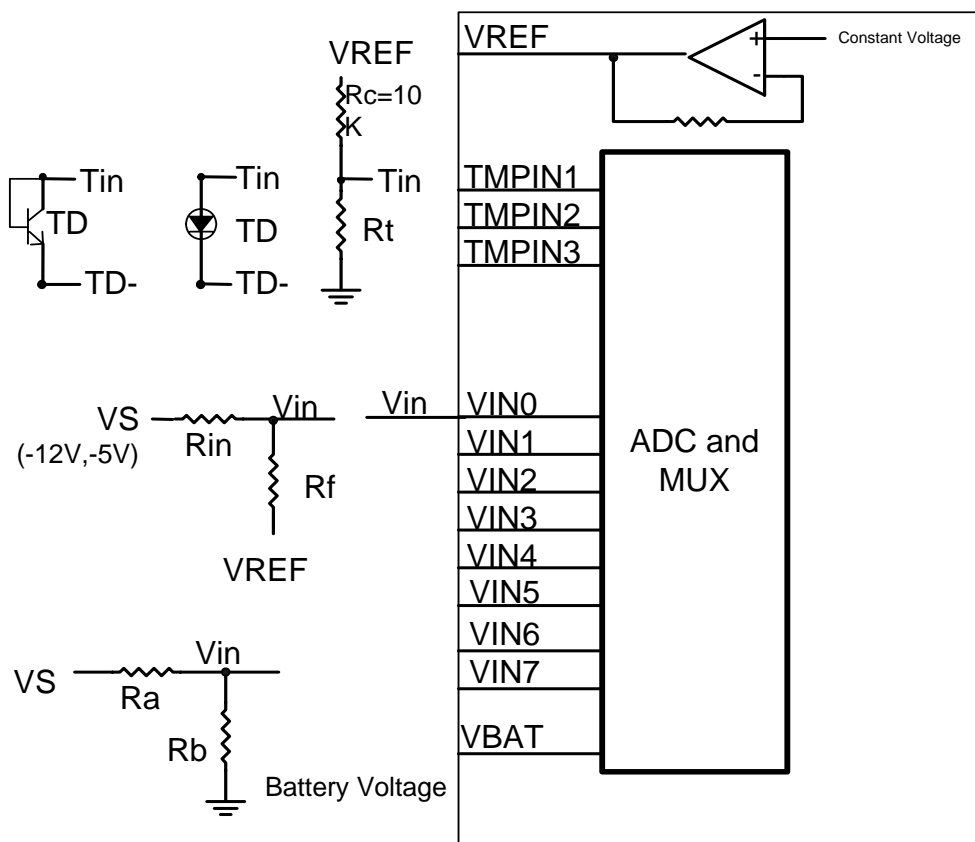 VREF
Constant Voltage
+
-
VREF
Rc=10
K
Tin
Rt
Tin
TD
TD-
Tin
TD
TD-
TMPIN1
TMPIN2
TMPIN3
VS
(-12V,-5V)
Rin
Vin
Rf
VREF
Vin
VIN0
VIN1
VIN2
VIN3
VIN4
VIN5
VIN6
VIN7
VBAT
ADC and
MUX
VS
Ra
Vin
Rb
Battery Voltage